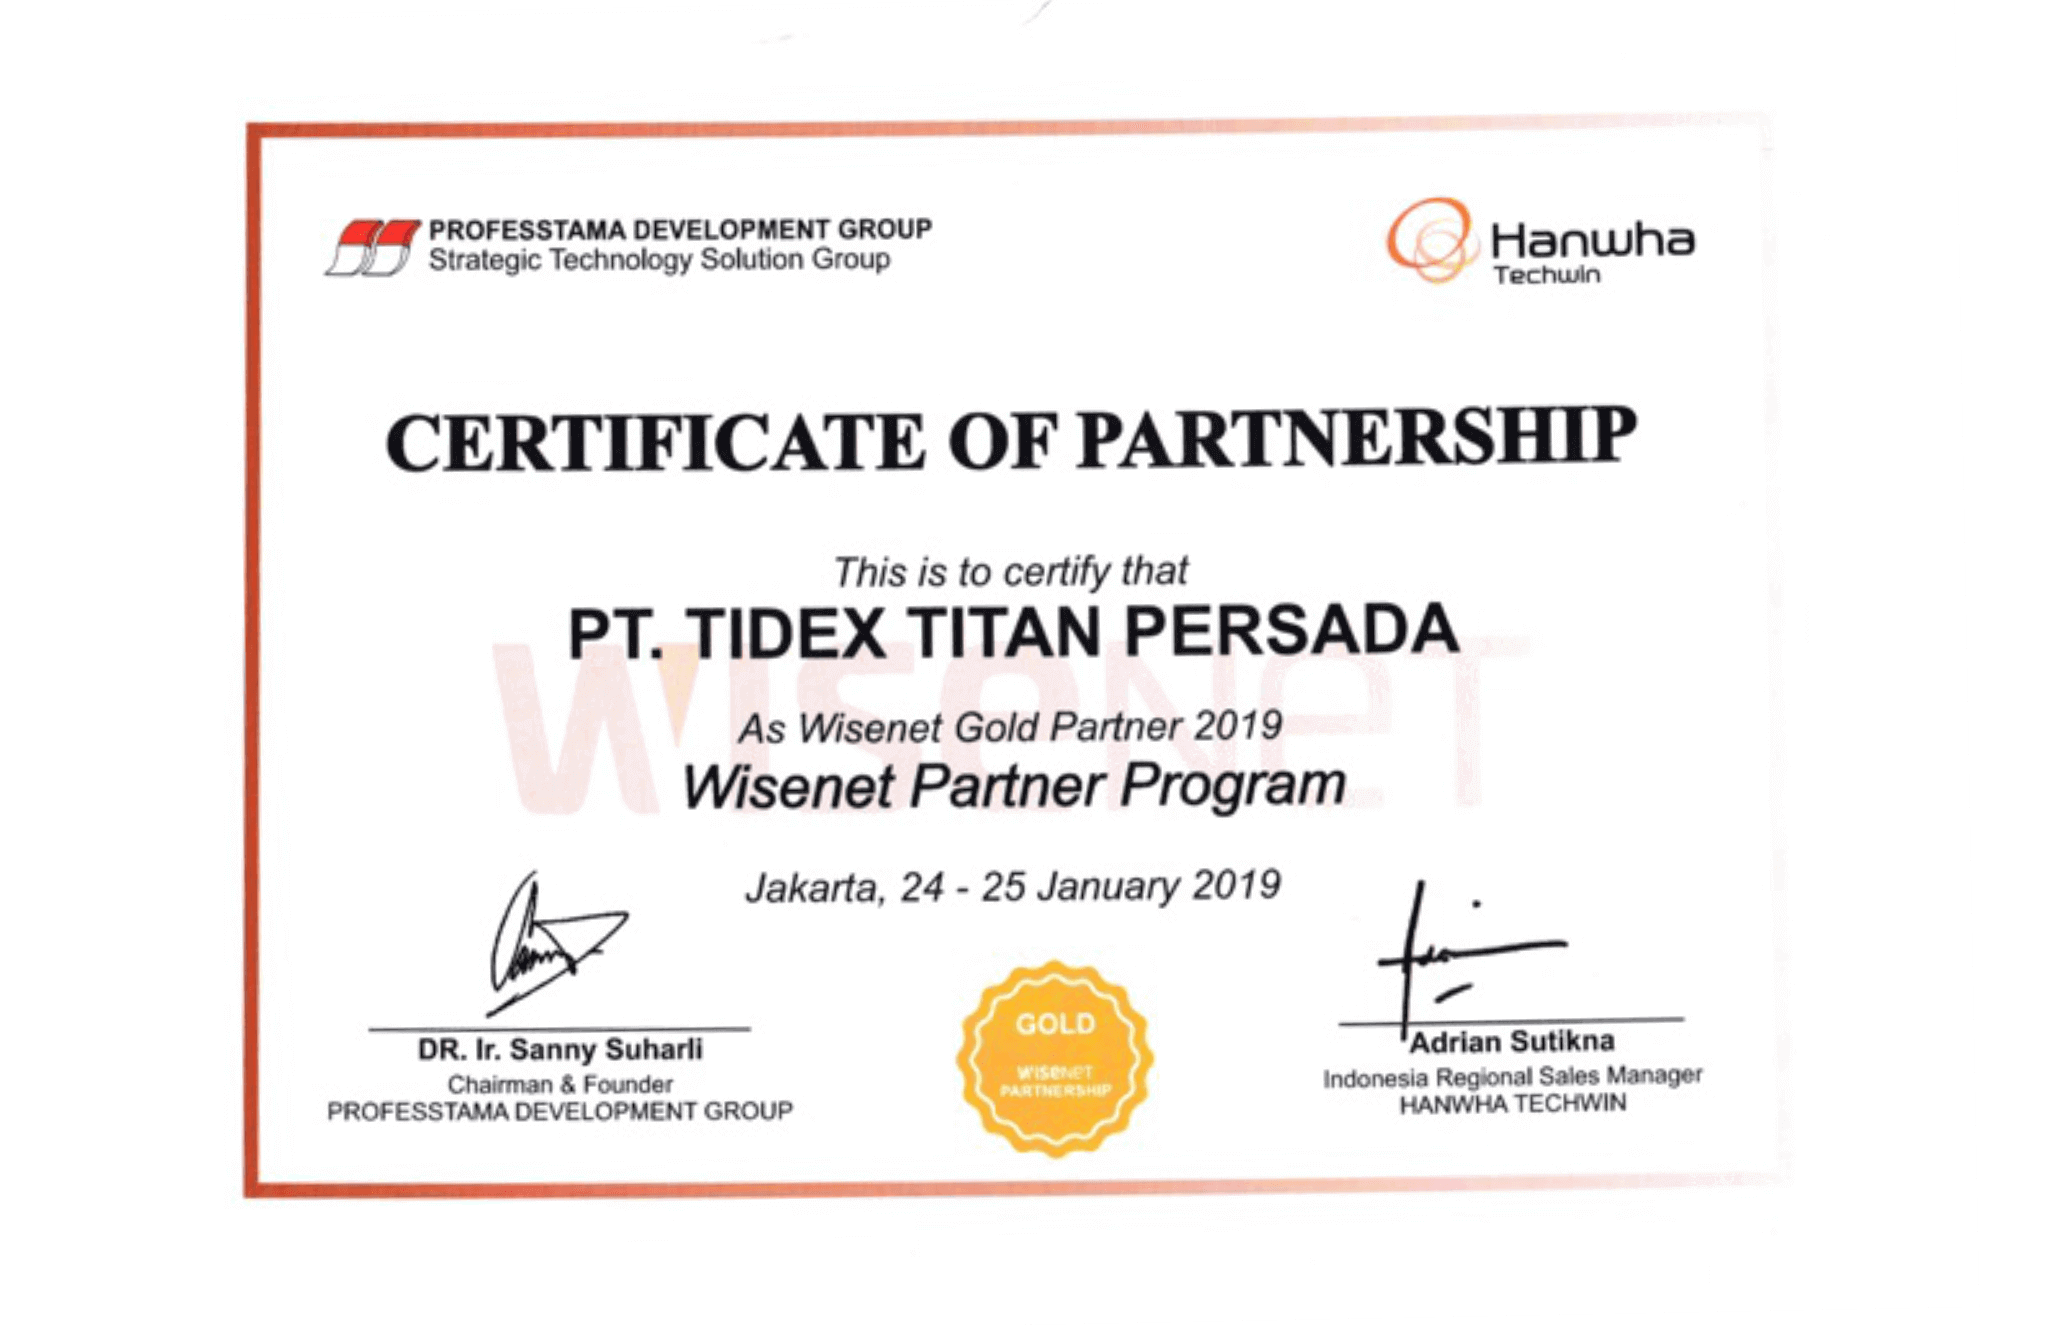 PROFESSTAMA DEVELOPMENT GROUP
Strategic Technology Solution Group
Hanwha
Techwin
CERTIFICATE OF PARTNERSHIP
This is to certify that
PT. TIDEX TITAN PERSADA
WISENET
As Wisenet Gold Partner 2019
Wisenet Partner Program
Jakarta, 24 - 25 January 2019
DR. Ir. Sanny Suharli
Chairman & Founder
PROFESSTAMA DEVELOPMENT GROUP
GOLD
WISENET
PARTNERSHIP
Adrian Sutikna
Indonesia Regional Sales Manager
HANWHA TECHWIN